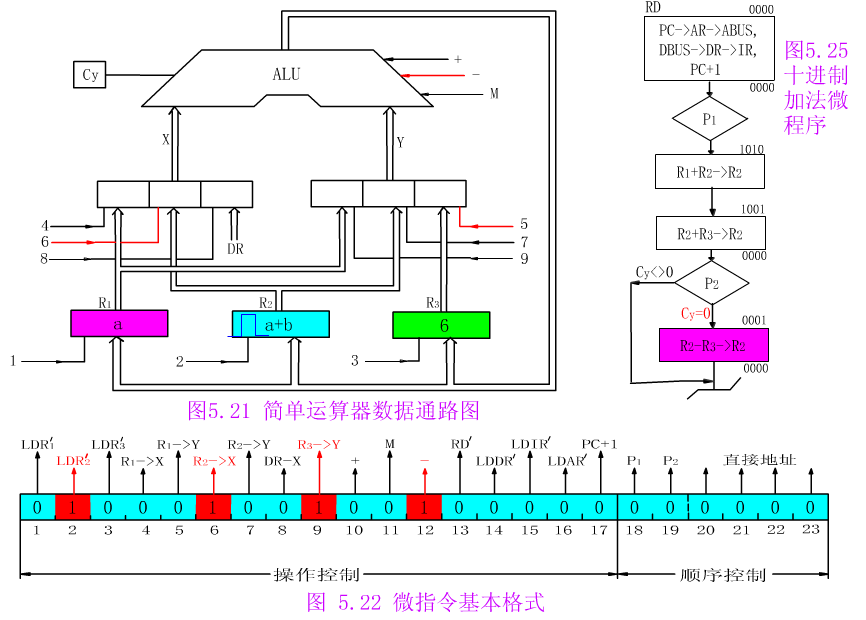 RD
0000
PC->AR->ABUS,
DBUS->DR->IR,
PC+1
0000
图5.25
十进制
加法微
程序
P1
1010
R1+R2->R2
1001
R2+R3->R2
0000
Cy<>0
P2
Cy=0
0001
R2-R3->R2
0000
Cy
ALU
+
-
M
X
Y
4
6
8
DR
5
7
9
R1
R2
R3
a
a+b
6
1
2
3
图5.21 简单运算器数据通路图
LDR1′ LDR3′ R1->Y R2->Y R3->Y M RD′ LDIR′ PC+1
LDR2′ R1->X R2->X DR-X + - LDDR′ LDAR′ P1 P2 直接地址
0 1 0 0 0 1 0 0 1 0 0 1 0 0 0 0 0 0 0 0 0 0 0
1 2 3 4 5 6 7 8 9 10 11 12 13 14 15 16 17 18 19 20 21 22 23
操作控制 顺序控制
图 5.22 微指令基本格式